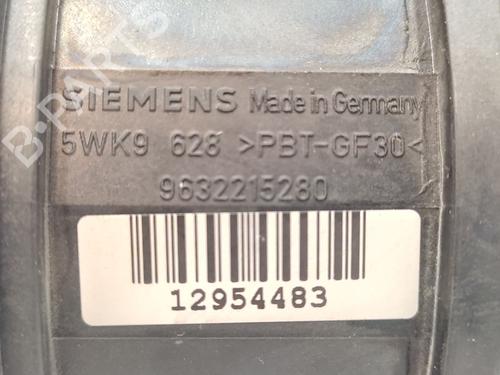 B-PARTS
SIEMENS Made in Germany
5WK9 628 >PBT-GF30<
9632215280
12954483